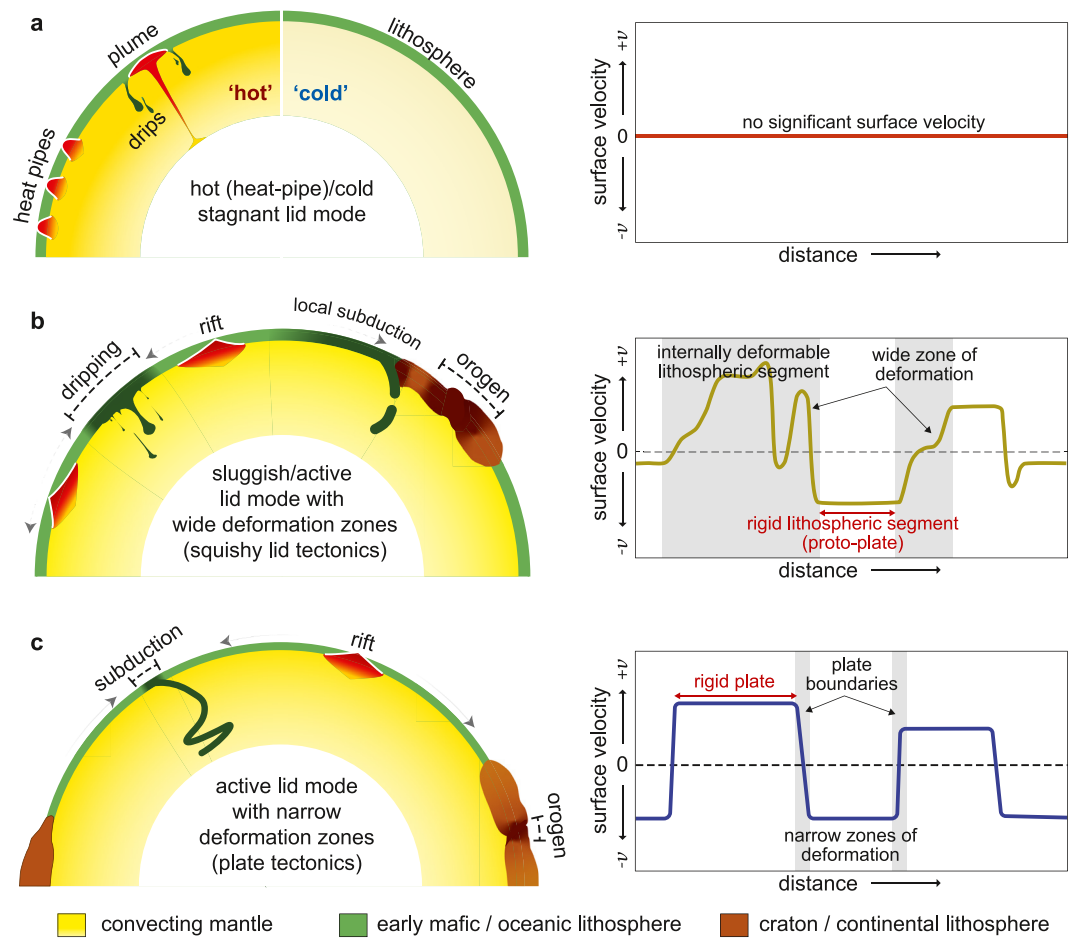 a
plume
lithosphere
'hot'
'cold'
drips
heat pipes
hot (heat-pipe)/cold
stagnant lid mode
+v
surface velocity
0
-v
no significant surface velocity
distance
b
dripping
rift
local subduction
orogen
sluggish/active
lid mode with
wide deformation zones
(squishy lid tectonics)
+v
surface velocity
0
-v
internally deformable
lithospheric segment
wide zone of
deformation
rigid lithospheric segment
(proto-plate)
distance
c
subduction
rift
orogen
active lid mode
with narrow
deformation zones
(plate tectonics)
+v
surface velocity
0
-v
rigid plate
plate
boundaries
narrow zones of
deformation
distance
convecting mantle
early mafic / oceanic lithosphere
craton / continental lithosphere